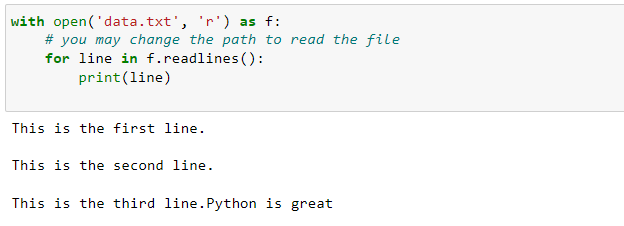 with open('data.txt', 'r') as f:
    # you may change the path to read the file
    for line in f.readlines():
        print(line)
This is the first line.
This is the second line.
This is the third line.Python is great